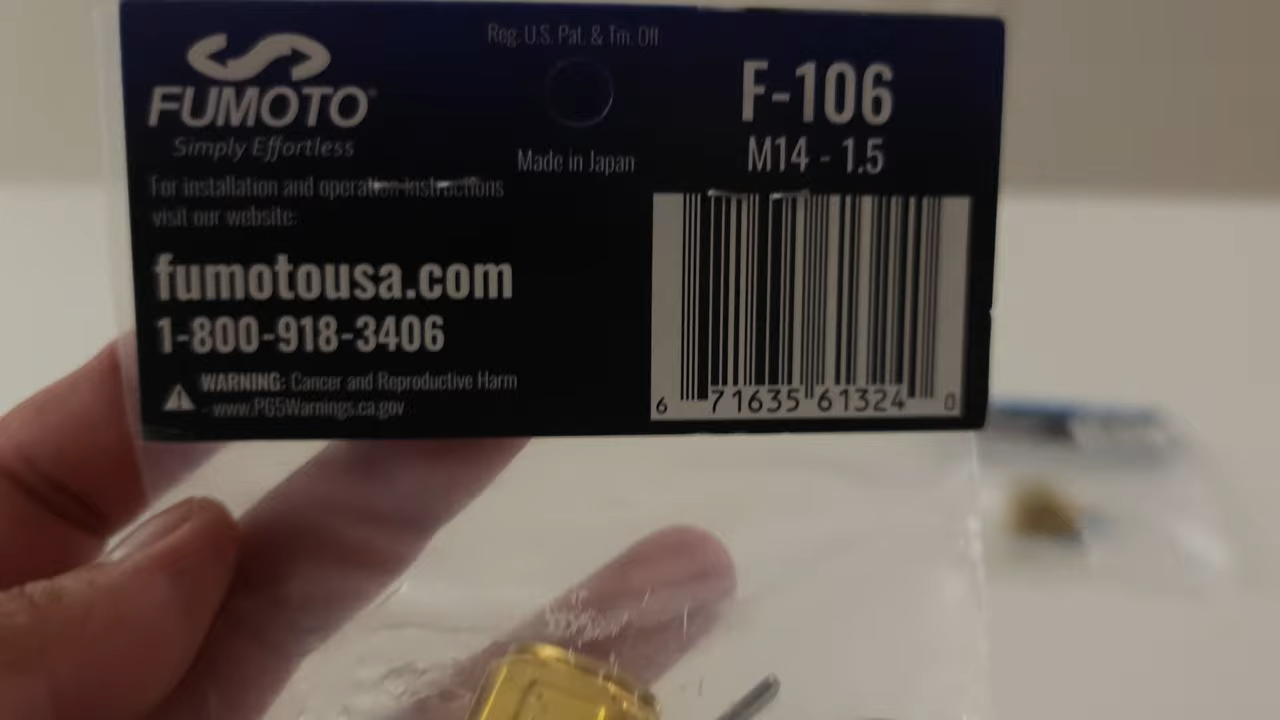 FUMOTO®
Simply Effortless
Reg. U.S. Pat. & Tm. Off
F-106
M14 - 1.5
Made in Japan
For installation and operation instructions
visit our website:
fumotousa.com
1-800-918-3406
WARNING: Cancer and Reproductive Harm
- www.P65Warnings.ca.gov
6 71635 61324 0